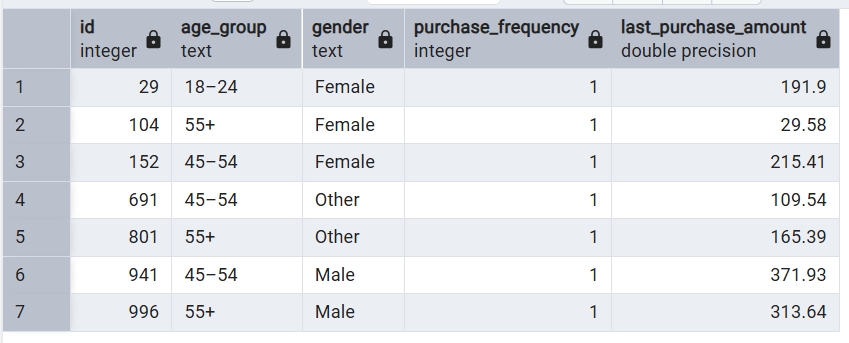 id age_group gender purchase_frequency last_purchase_amount
integer text text integer double precision
1 29 18–24 Female 1 191.9
2 104 55+ Female 1 29.58
3 152 45–54 Female 1 215.41
4 691 45–54 Other 1 109.54
5 801 55+ Other 1 165.39
6 941 45–54 Male 1 371.93
7 996 55+ Male 1 313.64